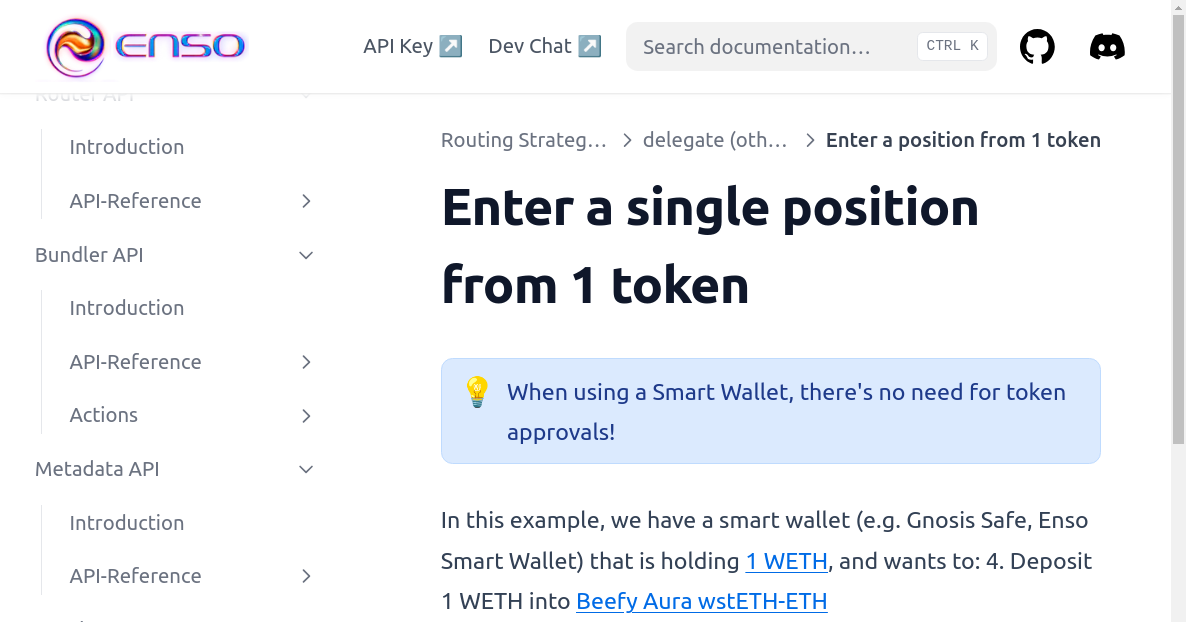 ENSO
API Key ↗
Dev Chat ↗
Search documentation…
CTRL K
Router API
Introduction
API-Reference
Bundler API
Introduction
API-Reference
Actions
Metadata API
Introduction
API-Reference
Routing Strateg… > delegate (oth… > Enter a position from 1 token
Enter a single position
from 1 token
💡 When using a Smart Wallet, there's no need for token
approvals!
In this example, we have a smart wallet (e.g. Gnosis Safe, Enso
Smart Wallet) that is holding 1 WETH, and wants to: 4. Deposit
1 WETH into Beefy Aura wstETH-ETH